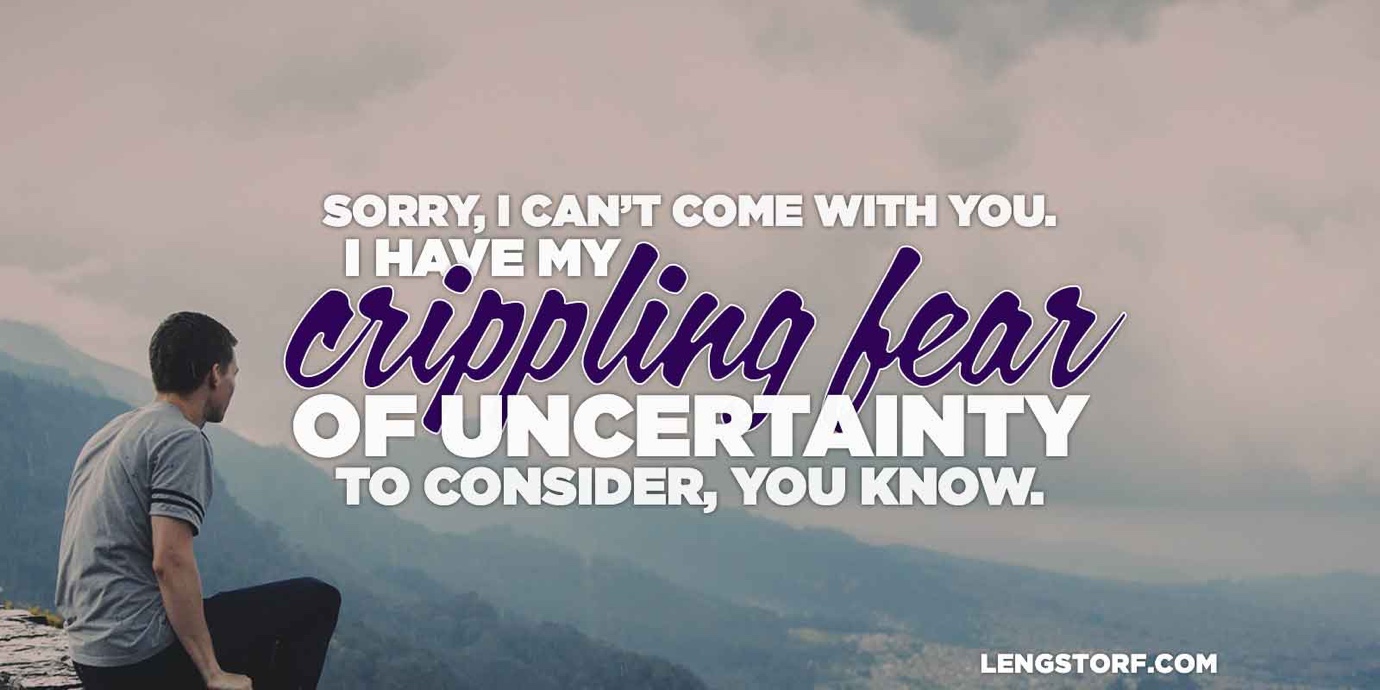 SORRY, I CAN'T COME WITH YOU.
I HAVE MY
crippling fear
OF UNCERTAINTY
TO CONSIDER, YOU KNOW.
LENGSTORF.COM